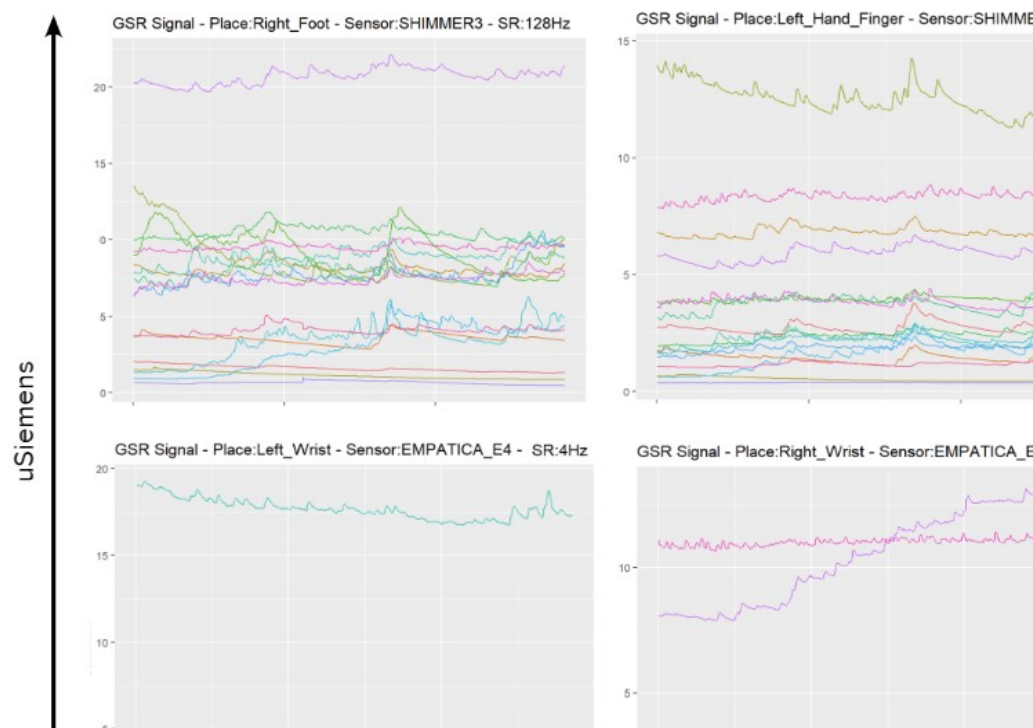 GSR Signal - Place:Right_Foot - Sensor:SHIMMER3 - SR:128Hz
20
15
0
5
0
GSR Signal - Place:Left_Hand_Finger - Sensor:SHIMME
15
10
5
0
uSiemens
GSR Signal - Place:Left_Wrist - Sensor:EMPATICA_E4 - SR:4Hz
20
15
10
GSR Signal - Place:Right_Wrist - Sensor:EMPATICA_E
10
5